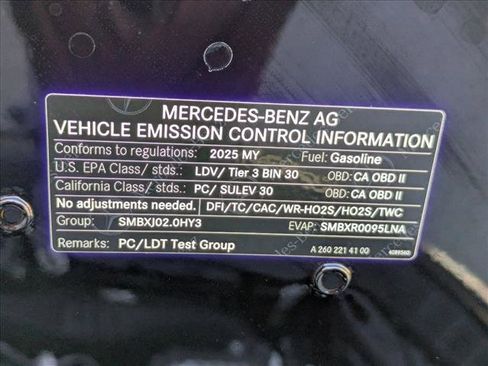 MERCEDES-BENZ AG
VEHICLE EMISSION CONTROL INFORMATION
Conforms to regulations: 2025 MY Fuel: Gasoline
U.S. EPA Class/ stds.: LDV/ Tier 3 BIN 30 OBD: CA OBD II
California Class/ stds.: PC/ SULEV 30 OBD: CA OBD II
No adjustments needed. DFI/TC/CAC/WR-HO2S/HO2S/TWC
Group: SMBXJ02.0HY3 EVAP: SMBXR0095LNA
Remarks: PC/LDT Test Group A 260 221 41 00